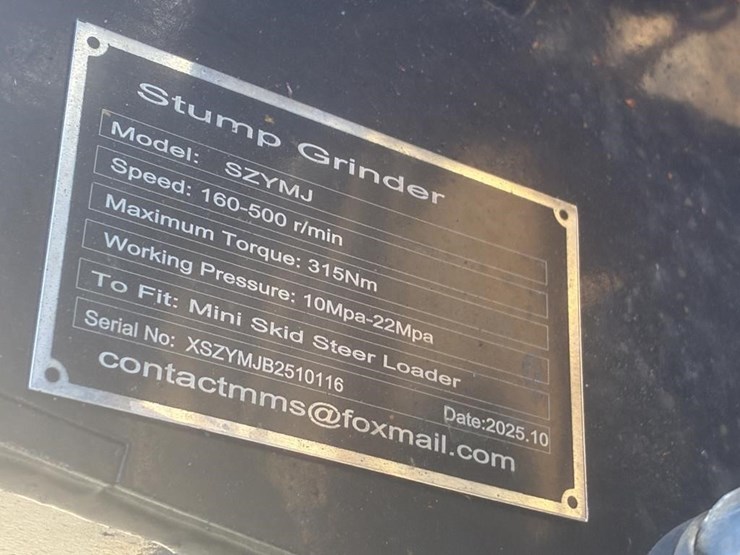 Stump Grinder
Model: SZYMJ
Speed: 160-500 r/min
Maximum Torque: 315Nm
Working Pressure: 10Mpa-22Mpa
To Fit: Mini Skid Steer Loader
Serial No: XSZYMJB2510116 Date:2025.10
contactmms@foxmail.com